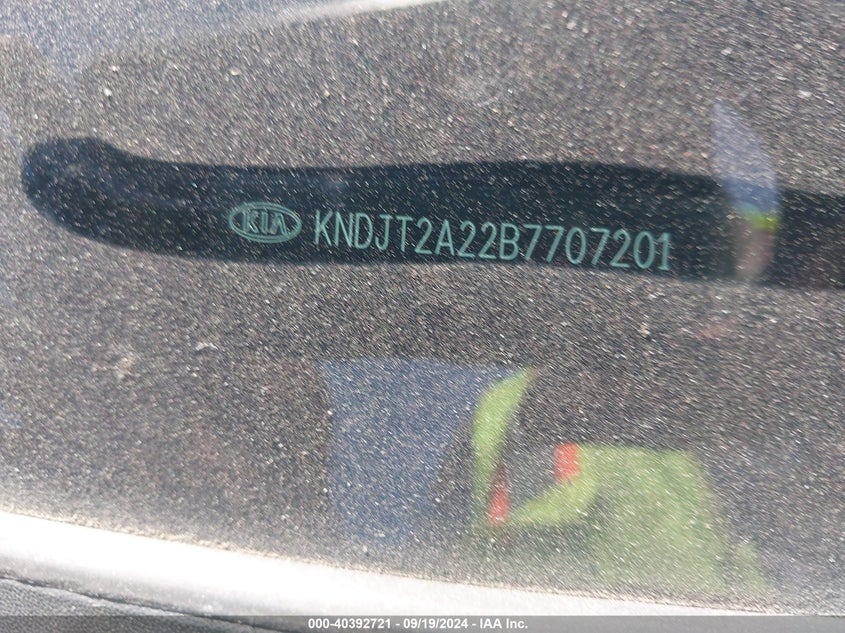 KIA KNDJT2A22B7707201
000-40392721 - 09/19/2024 - IAA Inc.